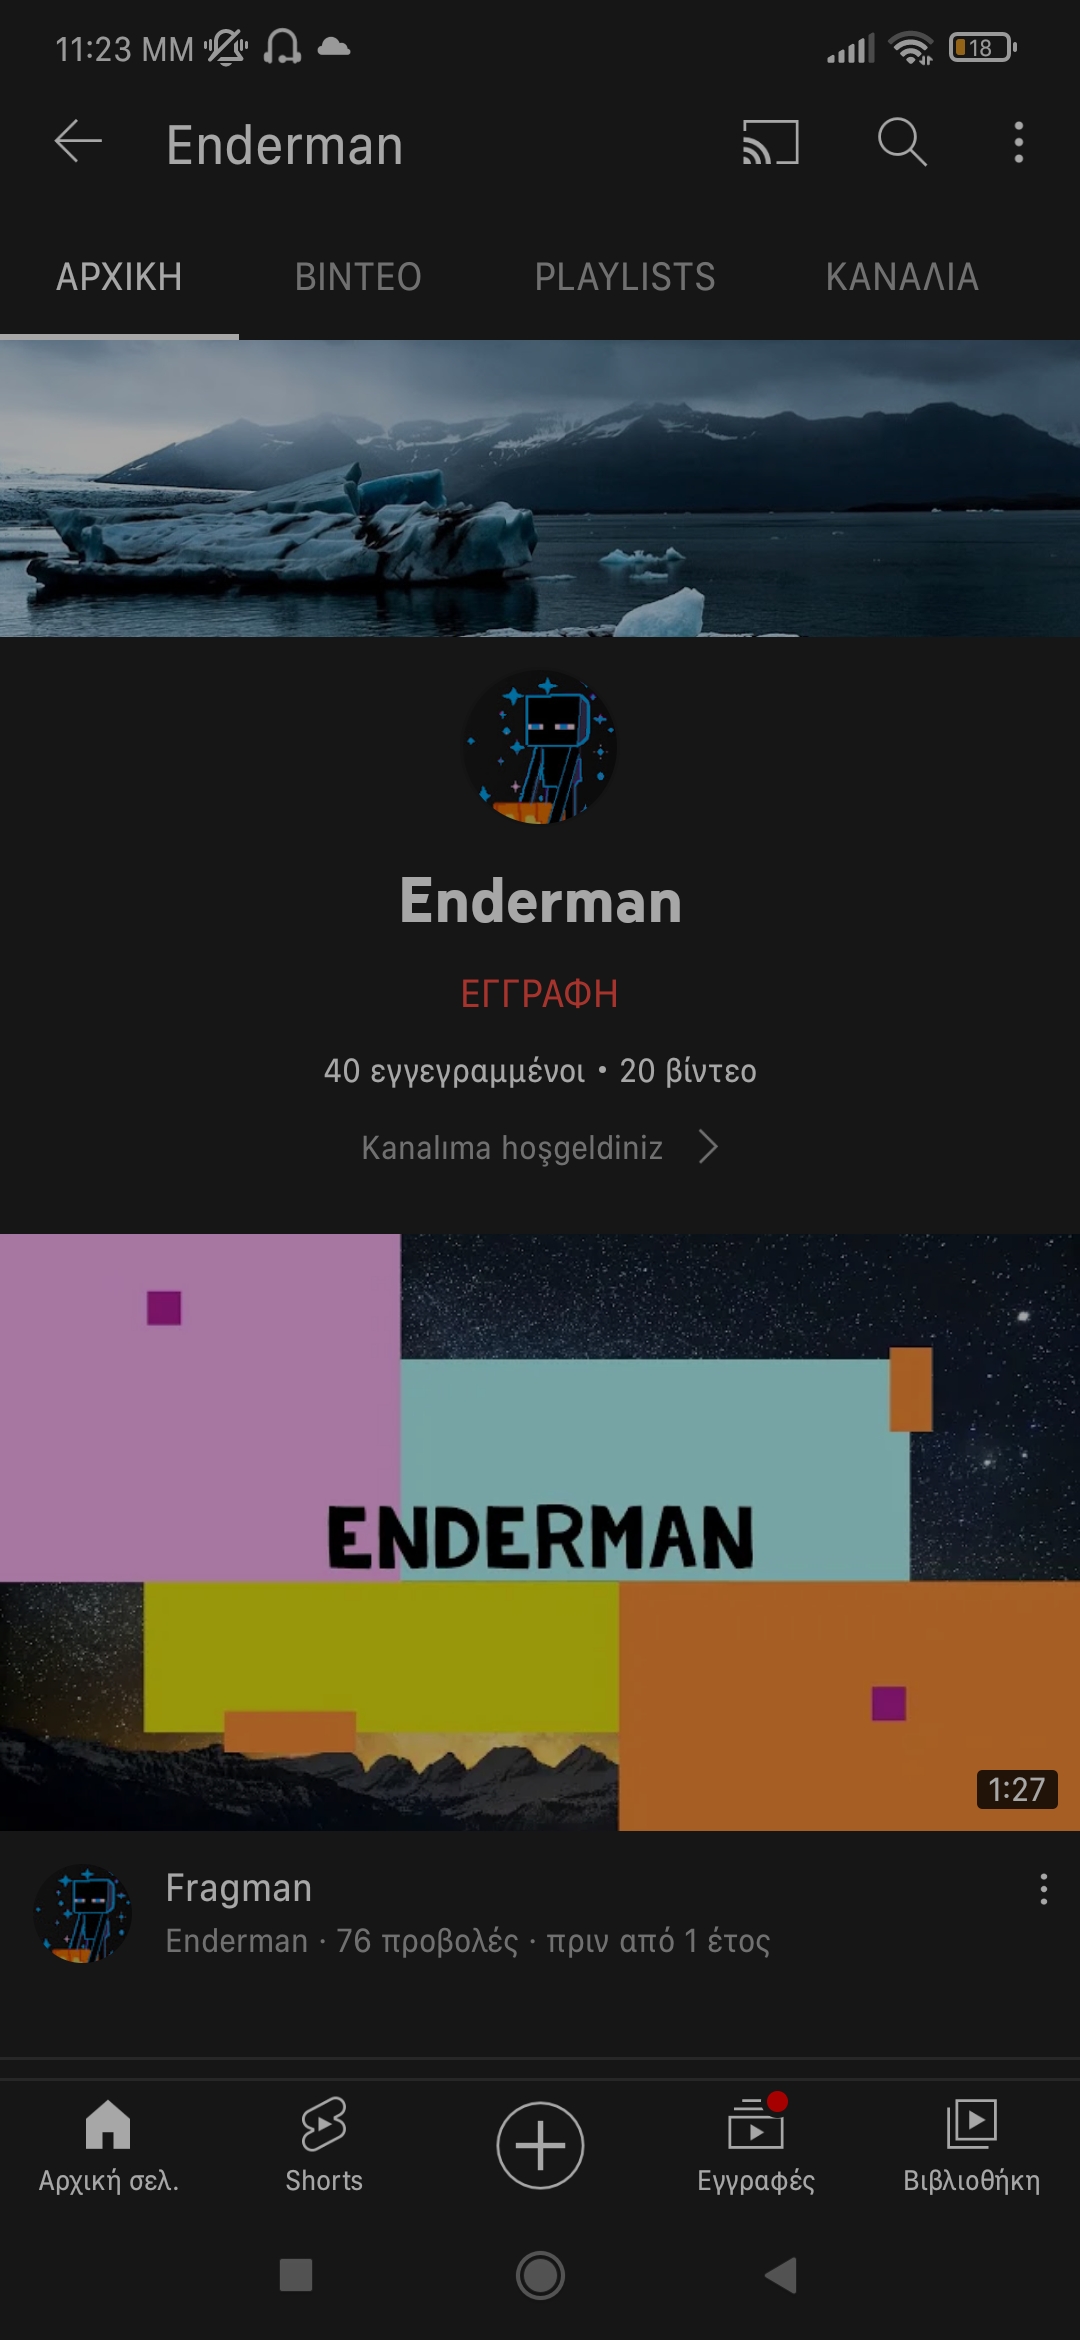 11:23 ΜΜ 18
Enderman
ΑΡΧΙΚΗ ΒΙΝΤΕΟ PLAYLISTS ΚΑΝΑΛΙΑ
Enderman
ΕΓΓΡΑΦΗ
40 εγγεγραμμένοι • 20 βίντεο
Kanalıma hoşgeldiniz
ENDERMAN
1:27
Fragman
Enderman · 76 προβολές · πριν από 1 έτος
Αρχική σελ. Shorts Εγγραφές Βιβλιοθήκη